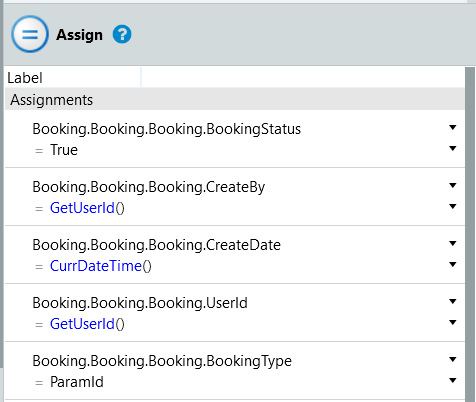 Assign ?
Label
Assignments
Booking.Booking.Booking.BookingStatus
= True
Booking.Booking.Booking.CreateBy
= GetUserId()
Booking.Booking.Booking.CreateDate
= CurrDateTime()
Booking.Booking.Booking.UserId
= GetUserId()
Booking.Booking.Booking.BookingType
= ParamId